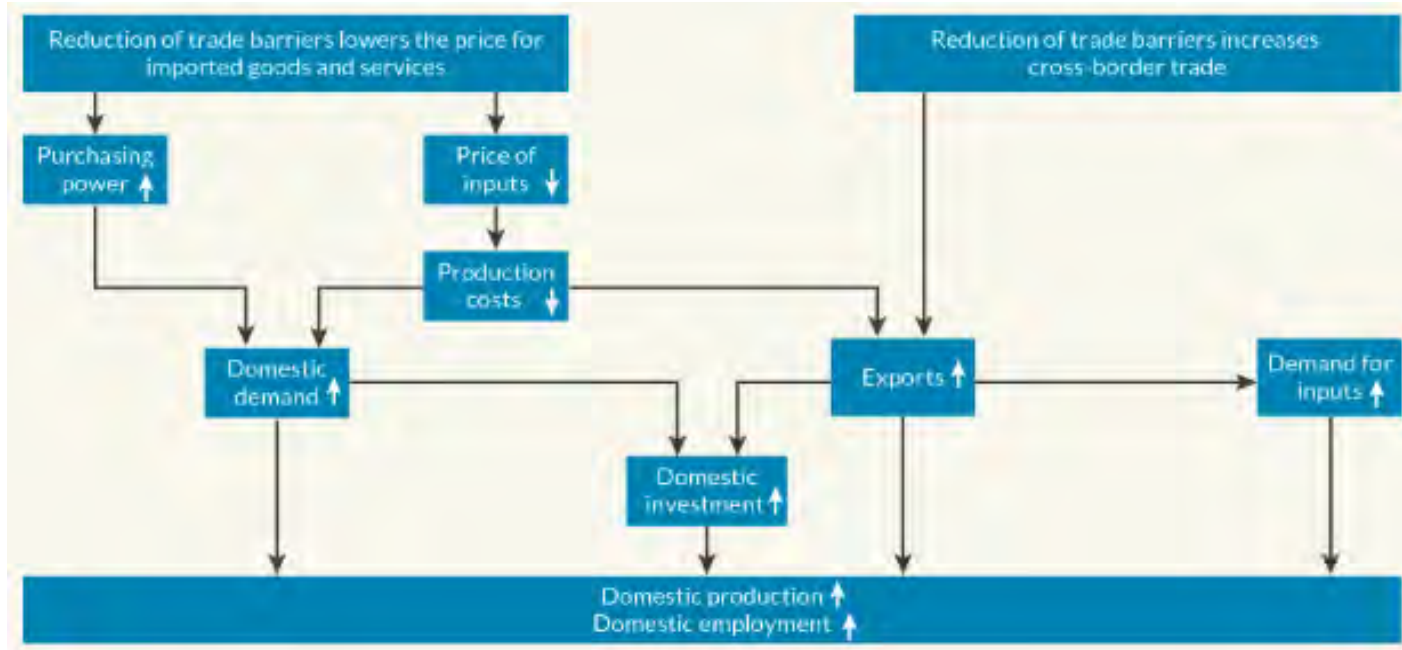 Reduction of trade barriers lowers the price for
imported goods and services
Reduction of trade barriers increases
cross-border trade
Purchasing
power
Price of
inputs
Production
costs
Domestic
demand
Exports
Demand for
inputs
Domestic
investment
Domestic production
Domestic employment